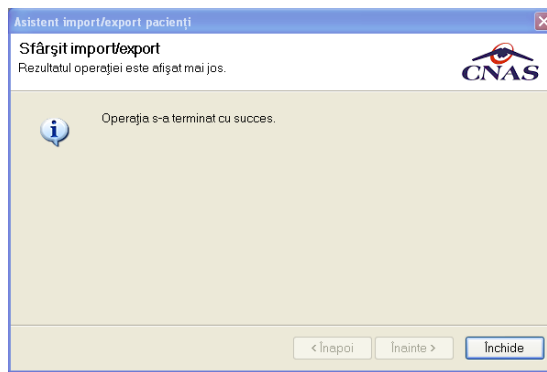 Asistent import/export pacienți
Sfârșit import/export
Rezultatul operației este afișat mai jos.
CNAS
Operația s-a terminat cu succes.
< Înapoi
Înainte >
Închide